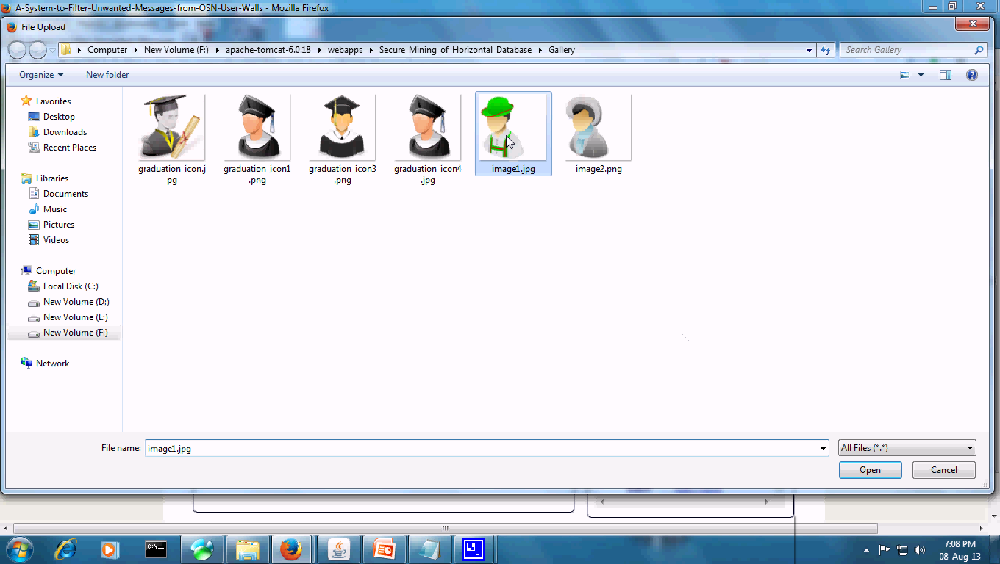 A-System-to-Filter-Unwanted-Messages-from-OSN-User-Walls - Mozilla Firefox
File Upload
Computer New Volume (F:) apache-tomcat-6.0.18 webapps Secure_Mining_of_Horizontal_Database Gallery Search Gallery
Organize New folder
Favorites
Desktop
Downloads
Recent Places
Libraries
Documents
Music
Pictures
Videos
Computer
Local Disk (C:)
New Volume (D:)
New Volume (E:)
New Volume (F:)
Network
graduation_icon.j
pg
graduation_icon1
.png
graduation_icon3
.png
graduation_icon4
.jpg
image1.jpg
image2.png
File name: image1.jpg All Files (*.*)
Open Cancel
7:08 PM
08-Aug-13